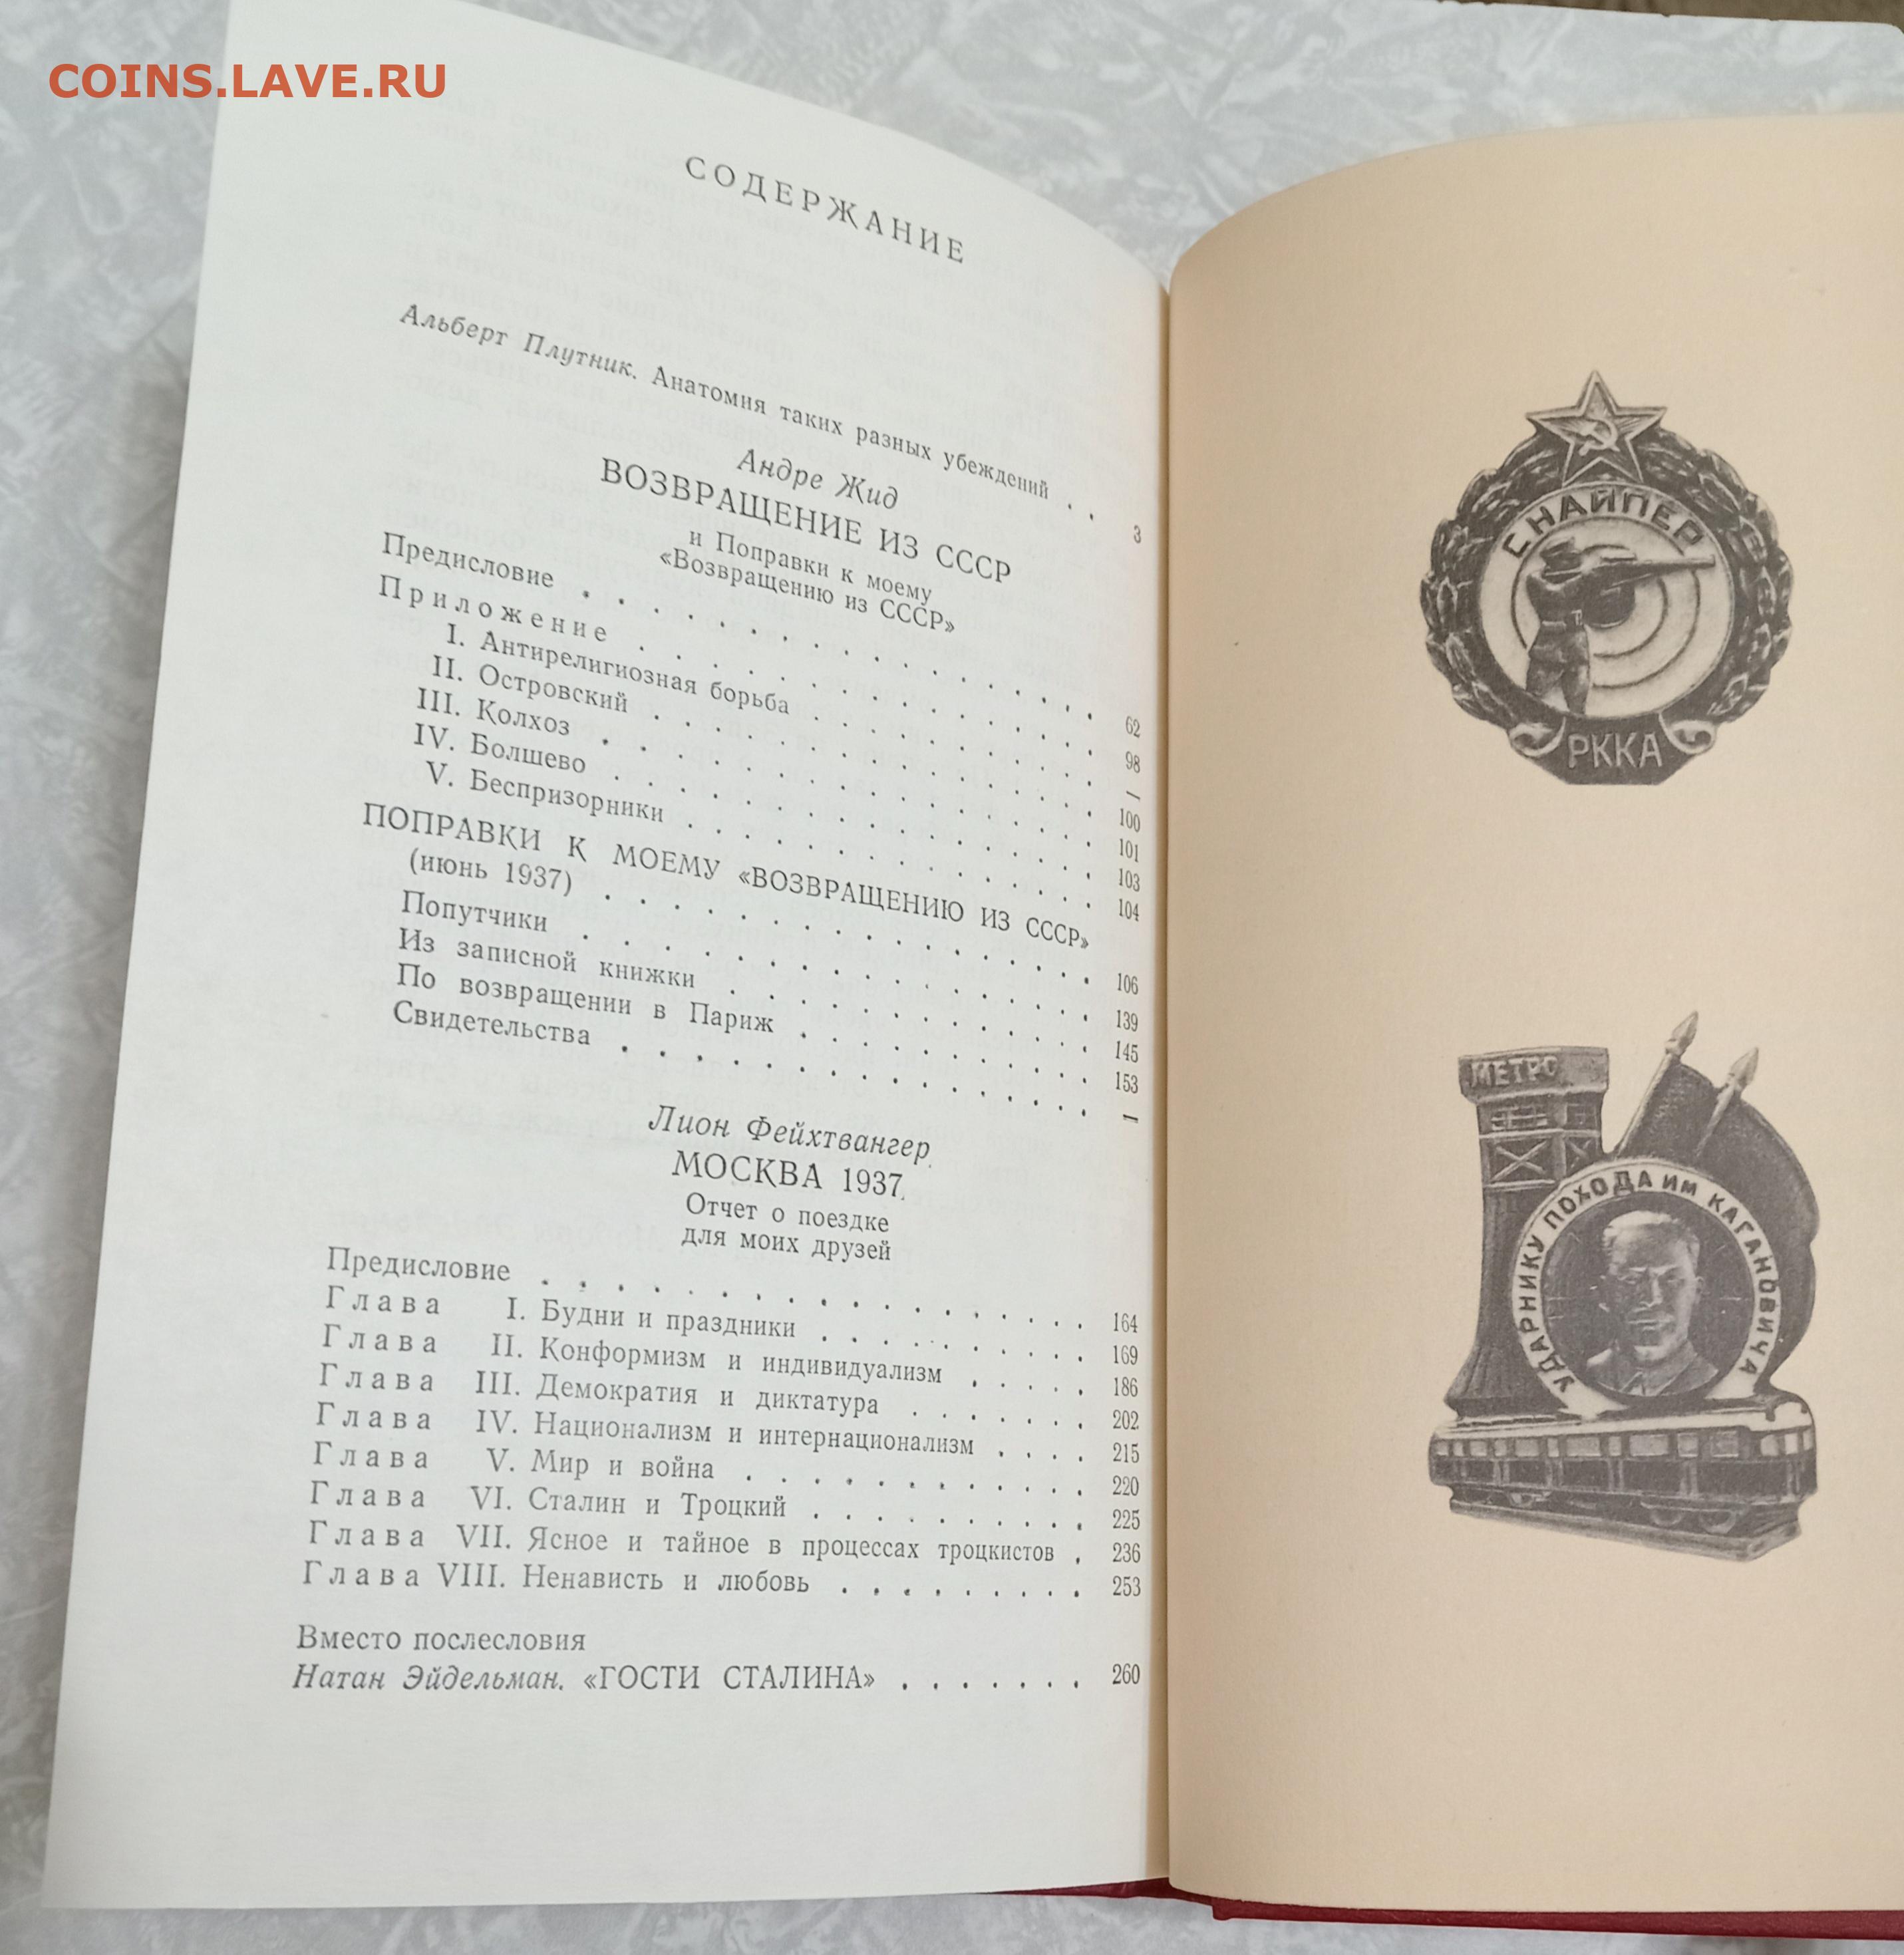 COINS.LAVE.RU
СОДЕРЖАНИЕ
Альберт Плутник. Анатомия таких разных убеждений . . 3
Андре Жид
ВОЗВРАЩЕНИЕ ИЗ СССР
и Поправки к моему
«Возвращению из СССР»
Предисловие . . . . . . . . . . . . . . . . 62
Приложение . . . . . . . . . . . . . . . . 98
I. Антирелигиозная борьба . . . . . . . . . . —
II. Островский . . . . . . . . . . . . . . . 100
III. Колхоз . . . . . . . . . . . . . . . . 101
IV. Болшево . . . . . . . . . . . . . . . . 103
V. Беспризорники . . . . . . . . . . . . . . 104
ПОПРАВКИ К МОЕМУ «ВОЗВРАЩЕНИЮ ИЗ СССР»
(июнь 1937) . . . . . . . . . . . . . . . . 106
Попутчики . . . . . . . . . . . . . . . . 139
Из записной книжки . . . . . . . . . . . . 145
По возвращении в Париж . . . . . . . . . . 153
Свидетельства . . . . . . . . . . . . . . . —
Лион Фейхтвангер
МОСКВА 1937
Отчет о поездке
для моих друзей
Предисловие . . . . . . . . . . . . . . . 164
Глава I. Будни и праздники . . . . . . . . . . 169
Глава II. Конформизм и индивидуализм . . . . . 186
Глава III. Демократия и диктатура . . . . . . . 202
Глава IV. Национализм и интернационализм . . . . 215
Глава V. Мир и война . . . . . . . . . . . 220
Глава VI. Сталин и Троцкий . . . . . . . . . 225
Глава VII. Ясное и тайное в процессах троцкистов . 236
Глава VIII. Ненависть и любовь . . . . . . . . . 253
Вместо послесловия
Натан Эйдельман. «ГОСТИ СТАЛИНА» . . . . . . . 260
СНАЙПЕР
РККА
МЕТРО
УДАРНИКУ ПОХОДА ИМ КАГАНОВИЧА